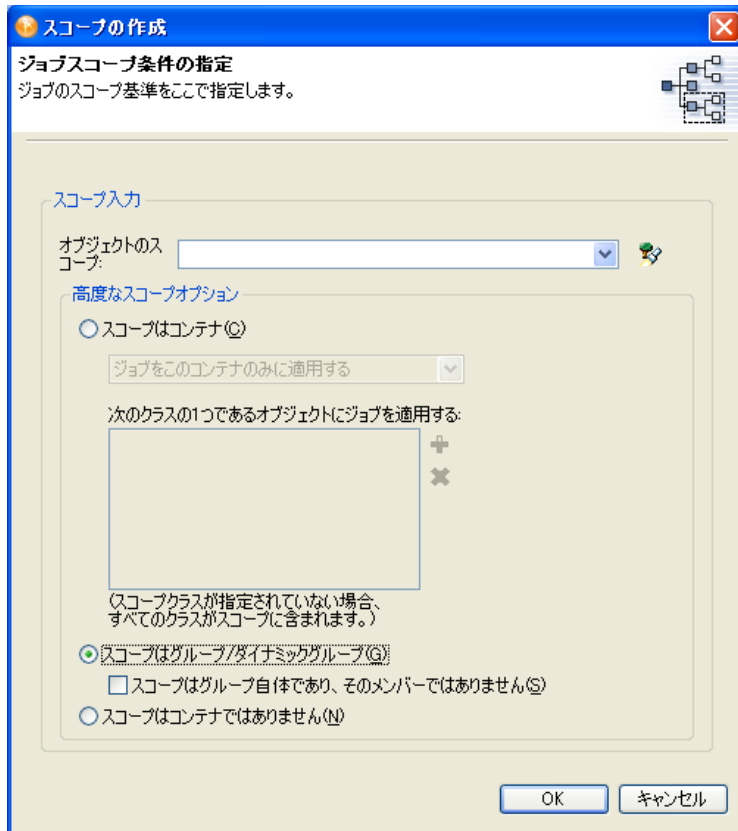 スコープの作成
ジョブスコープ条件の指定
ジョブのスコープ基準をここで指定します。
スコープ入力
オブジェクトのス
コープ:
高度なスコープオプション
スコープはコンテナ(C)
ジョブをこのコンテナのみに適用する
次のクラスの1つであるオブジェクトにジョブを適用する:
(スコープクラスが指定されていない場合、
すべてのクラスがスコープに含まれます。)
スコープはグループ/ダイナミックグループ(G)
スコープはグループ自体であり、そのメンバーではありません(S)
スコープはコンテナではありません(N)
OK
キャンセル